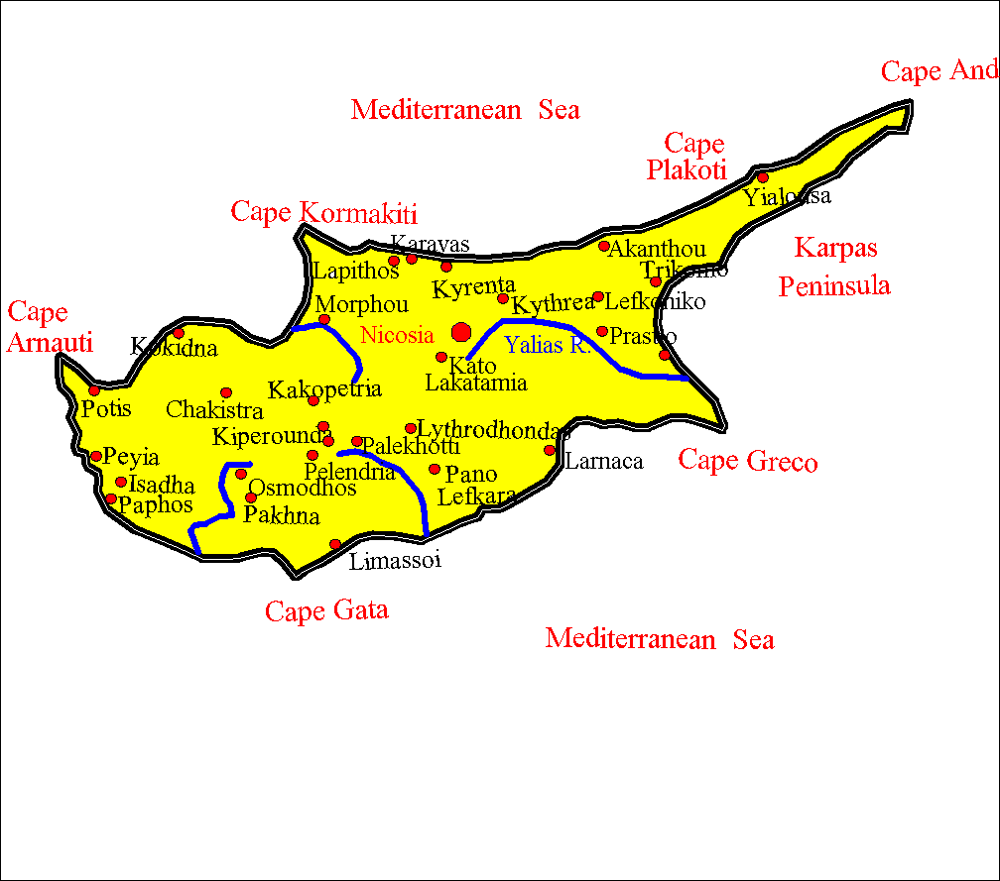 Cape And
Mediterranean Sea
Cape
Plakoti
Yialousa
Cape Kormakiti
Karavas
Akanthou
Karpas
Lapithos
Trikomo
Kyrenta
Peninsula
Morphou
Kythrea
Lefkoniko
Cape
Arnauti
Nicosia
Yalias R.
Prastio
Kokidna
Kato
Lakatamia
Kakopetria
Potis
Chakistra
Kiperounda
Lythrodhondas
Palekhotti
Peyia
Larnaca
Cape Greco
Pelendria
Pano
Lefkara
Isadha
Osmodhos
Paphos
Pakhna
Limassoi
Cape Gata
Mediterranean Sea